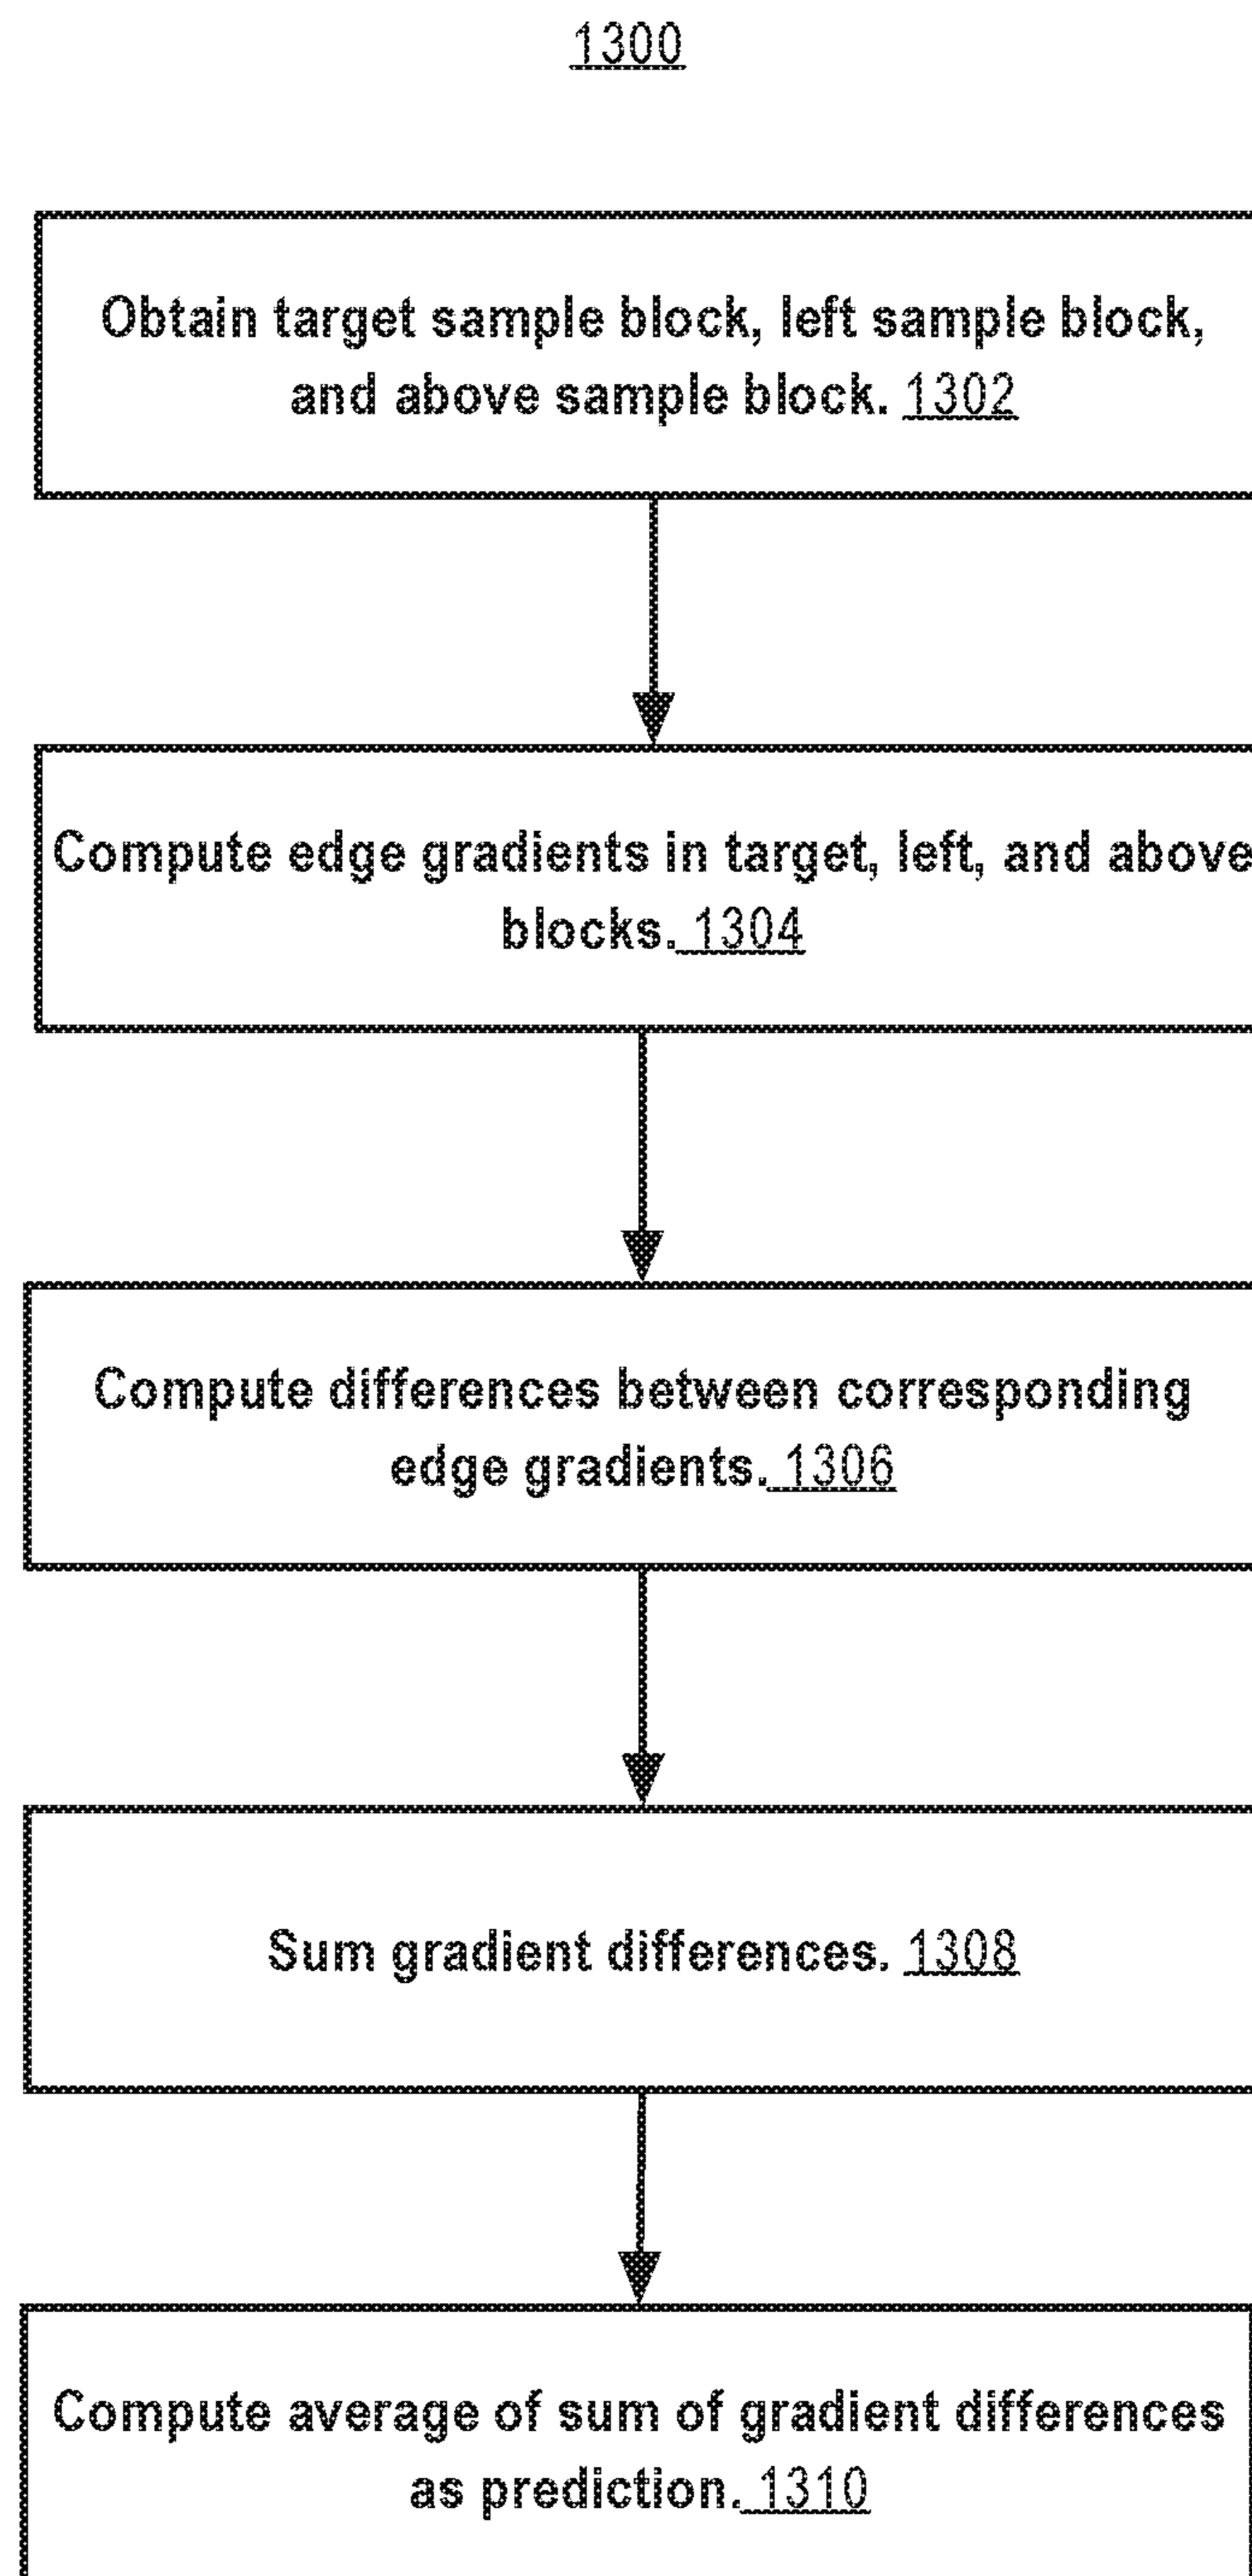 1300
Obtain target sample block, left sample block,
and above sample block. 1302
Compute edge gradients in target, left, and above
blocks. 1304
Compute differences between corresponding
edge gradients. 1306
Sum gradient differences. 1308
Compute average of sum of gradient differences
as prediction. 1310